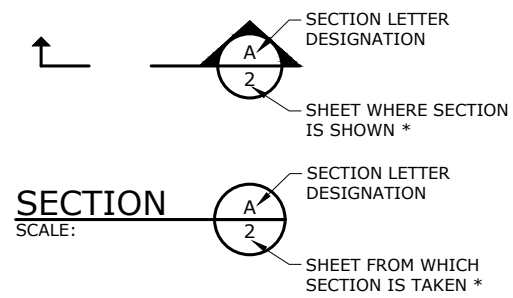 SECTION LETTER
DESIGNATION
A
2
SHEET WHERE SECTION
IS SHOWN *
SECTION LETTER
DESIGNATION
SECTION
A
SCALE:
2
SHEET FROM WHICH
SECTION IS TAKEN *